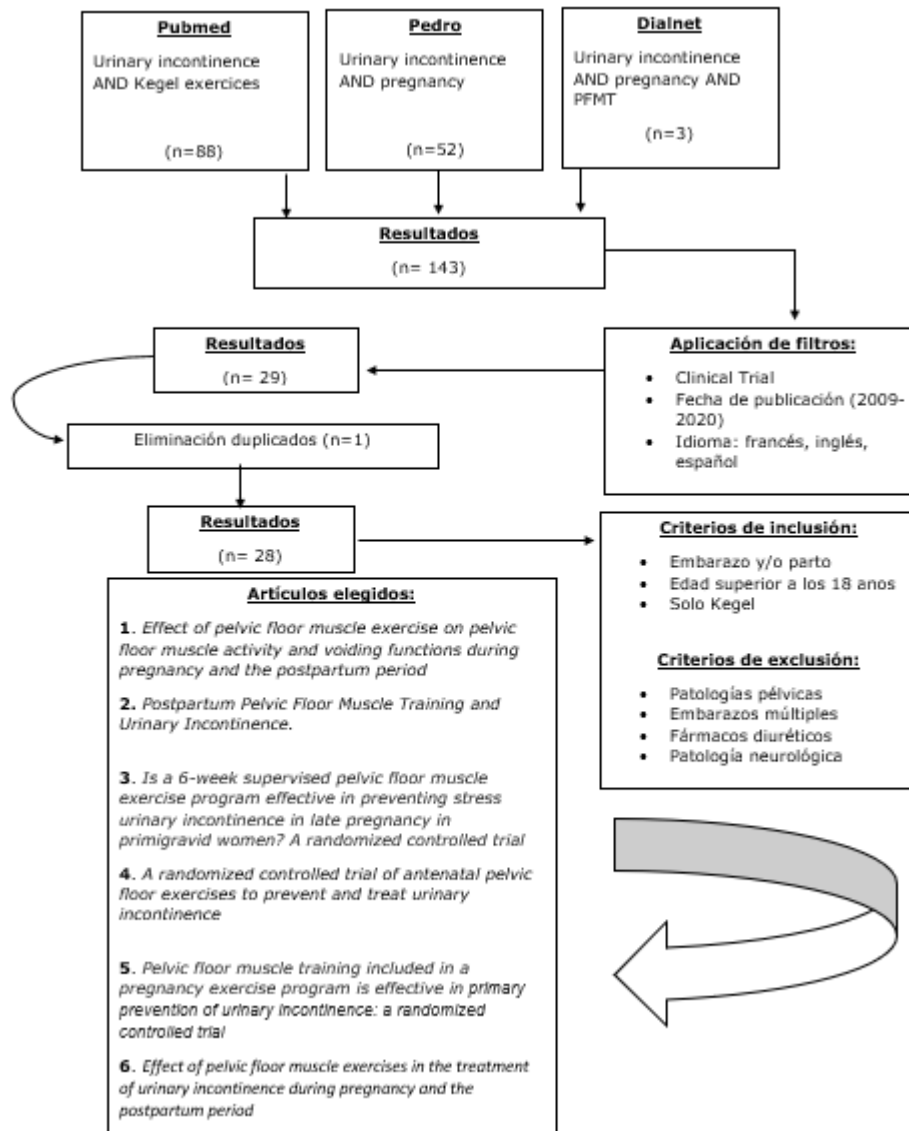 Pubmed
Urinary incontinence
AND Kegel exercices
(n=88)
Pedro
Urinary incontinence
AND pregnancy
(n=52)
Dialnet
Urinary incontinence
AND pregnancy AND
PFMT
(n=3)
Resultados
(n= 143)
Resultados
(n= 29)
Aplicación de filtros:
• Clinical Trial
• Fecha de publicación (2009-
2020)
• Idioma: francés, inglés,
español
Eliminación duplicados (n=1)
Resultados
(n= 28)
Criterios de inclusión:
• Embarazo y/o parto
• Edad superior a los 18 anos
• Solo Kegel
Criterios de exclusión:
• Patologías pélvicas
• Embarazos múltiples
• Fármacos diuréticos
• Patología neurológica
Artículos elegidos:
1. Effect of pelvic floor muscle exercise on pelvic
floor muscle activity and voiding functions during
pregnancy and the postpartum period
2. Postpartum Pelvic Floor Muscle Training and
Urinary Incontinence.
3. Is a 6-week supervised pelvic floor muscle
exercise program effective in preventing stress
urinary incontinence in late pregnancy in
primigravid women? A randomized controlled trial
4. A randomized controlled trial of antenatal pelvic
floor exercises to prevent and treat urinary
incontinence
5. Pelvic floor muscle training included in a
pregnancy exercise program is effective in primary
prevention of urinary incontinence: a randomized
controlled trial
6. Effect of pelvic floor muscle exercises in the treatment
of urinary incontinence during pregnancy and the
postpartum period